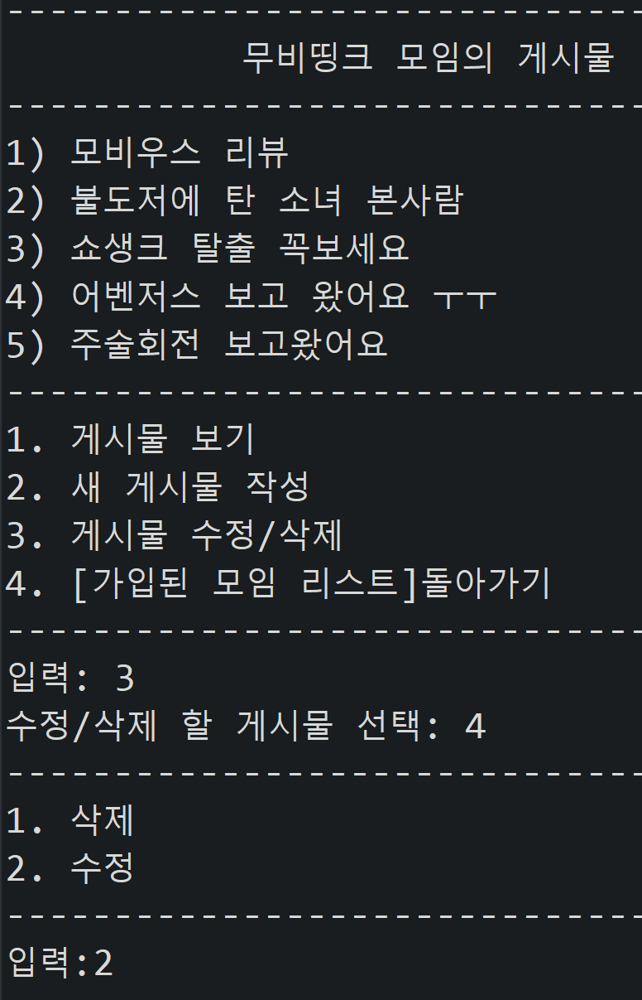 ------------------------------
무비띵크 모임의 게시물
------------------------------
1) 모비우스 리뷰
2) 불도저에 탄 소녀 본사람
3) 쇼생크 탈출 꼭보세요
4) 어벤저스 보고 왔어요 ㅜㅜ
5) 주술회전 보고왔어요
------------------------------
1. 게시물 보기
2. 새 게시물 작성
3. 게시물 수정/삭제
4. [가입된 모임 리스트]돌아가기
------------------------------
입력: 3
수정/삭제 할 게시물 선택: 4
------------------------------
1. 삭제
2. 수정
------------------------------
입력:2